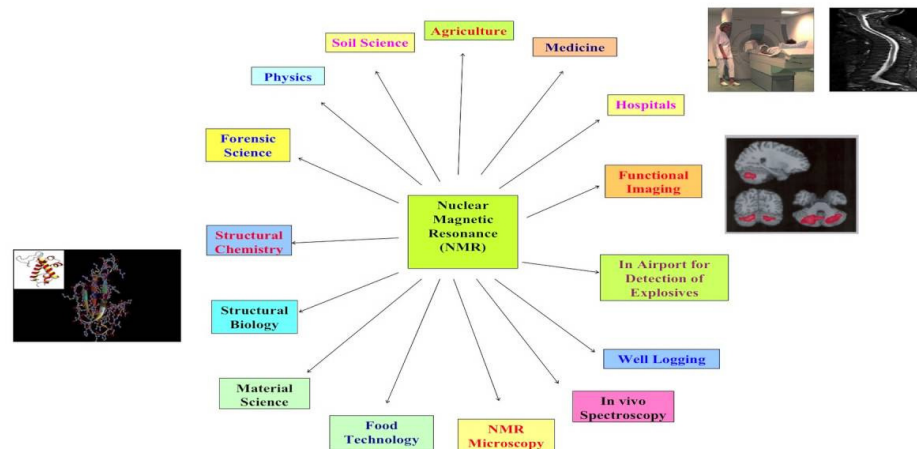 Agriculture
Soil Science
Medicine
Physics
Hospitals
Forensic
Science
Functional
Imaging
Nuclear
Magnetic
Resonance
(NMR)
Structural
Chemistry
In Airport for
Detection of
Explosives
Structural
Biology
Well Logging
Material
Science
In vivo
Spectroscopy
Food
Technology
NMR
Microscopy